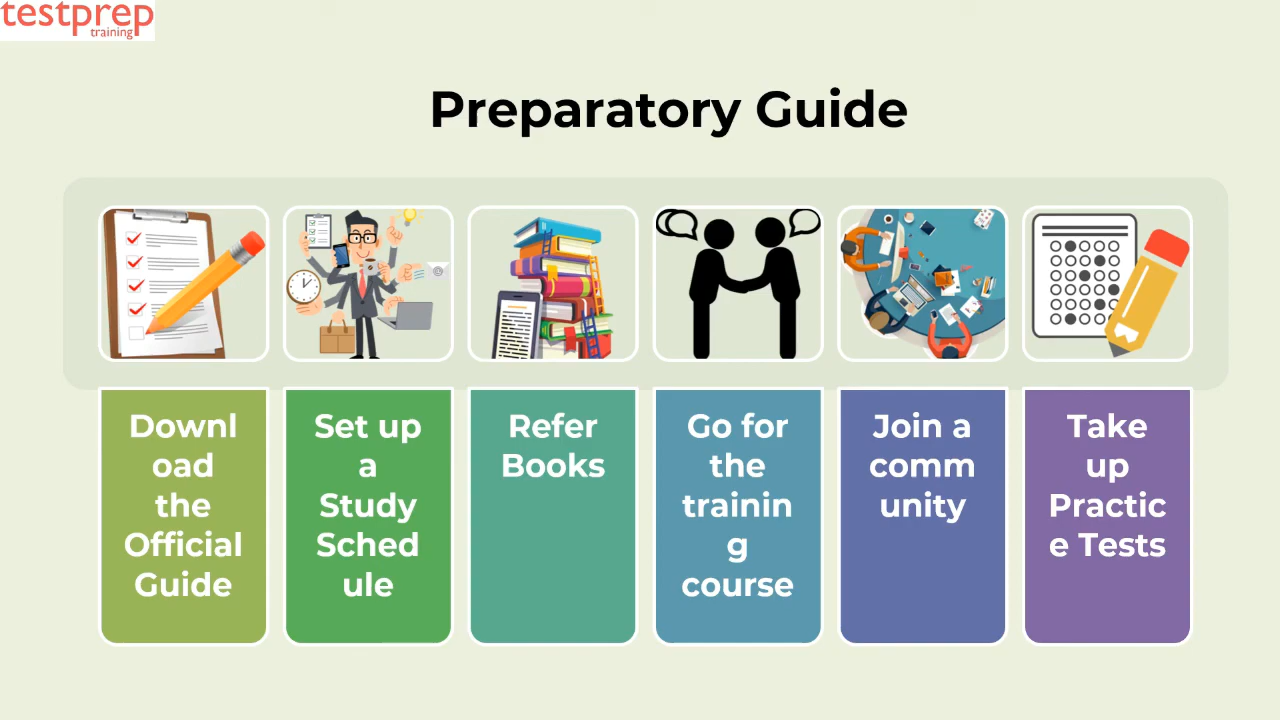 testprep
training
Preparatory Guide
Downl
oad
the
Official
Guide
Set up
a
Study
Sched
ule
Refer
Books
Go for
the
trainin
g
course
Join a
comm
unity
Take
up
Practic
e Tests